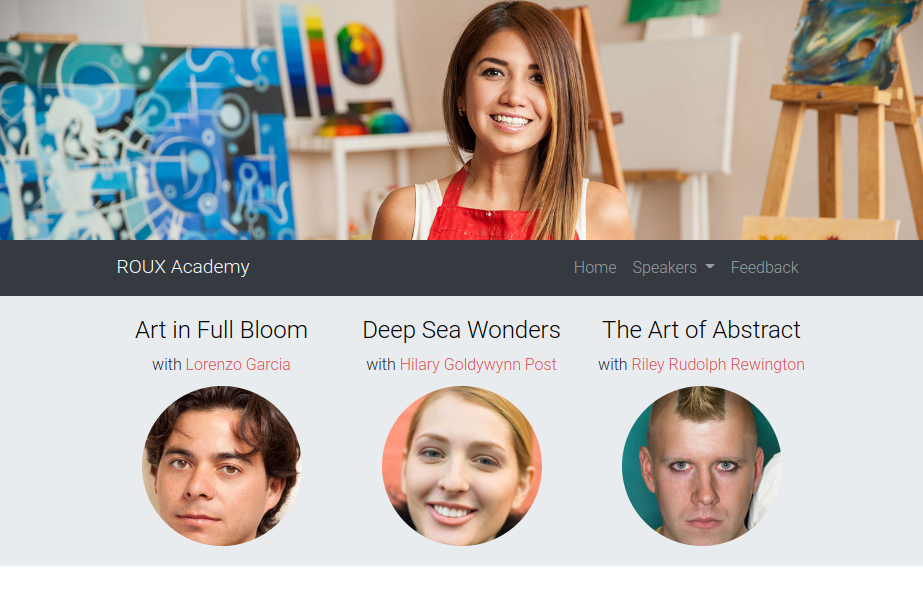 ROUX Academy
Home Speakers Feedback
Art in Full Bloom
with Lorenzo Garcia
Deep Sea Wonders
with Hilary Goldywynn Post
The Art of Abstract
with Riley Rudolph Rewington